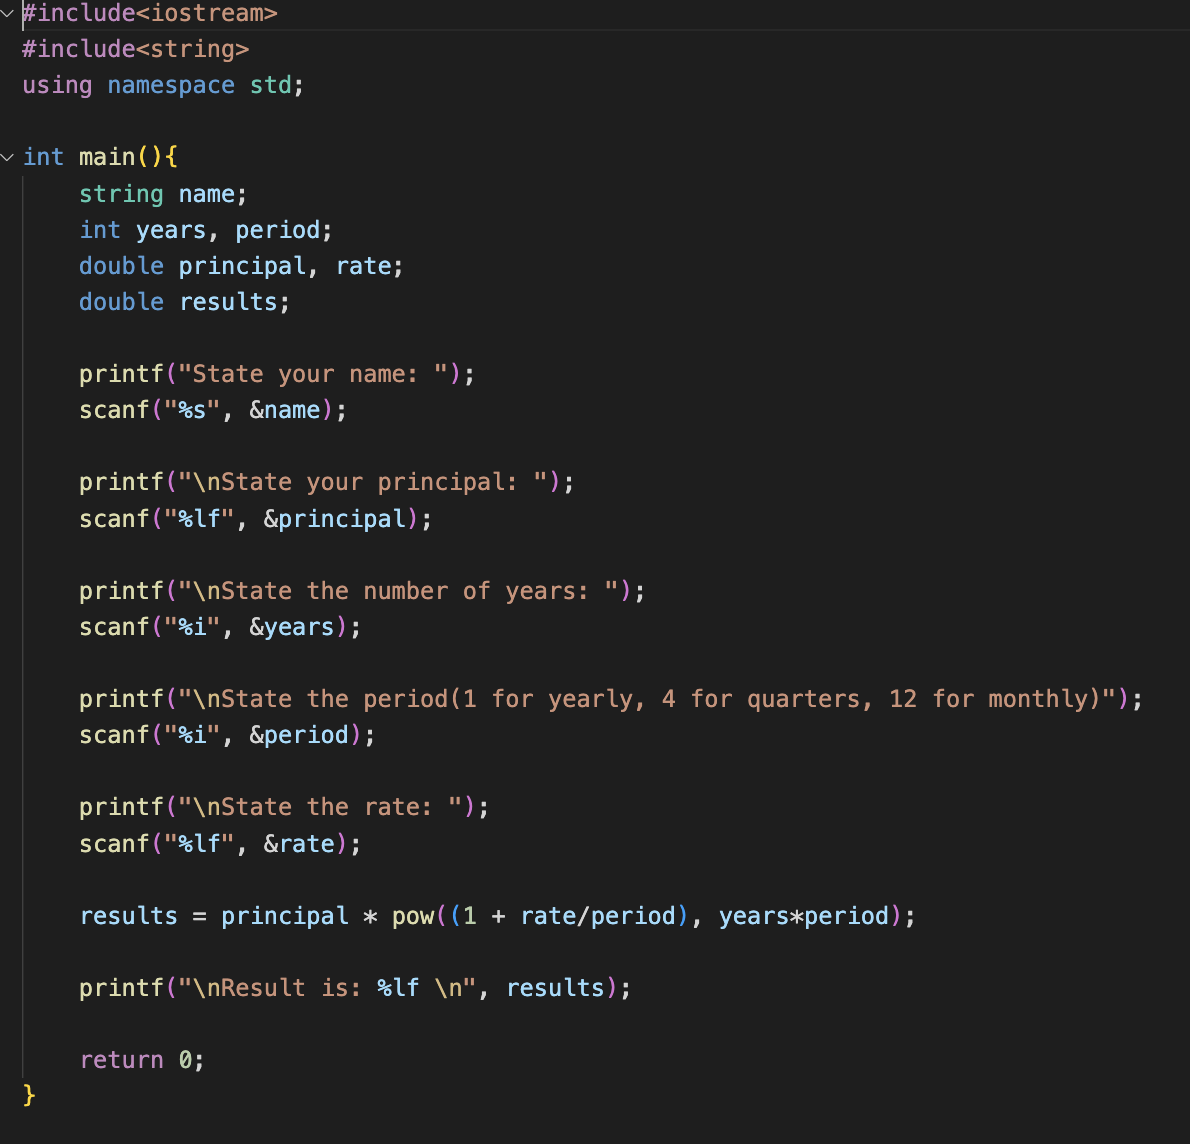 #include<iostream>
#include<string>
using namespace std;
int main(){
string name;
int years, period;
double principal, rate;
double results;
printf("State your name: ");
scanf("%s", &name);
printf("\nState your principal: ");
scanf("%lf", &principal);
printf("\nState the number of years: ");
scanf("%i", &years);
printf("\nState the period(1 for yearly, 4 for quarters, 12 for monthly)");
scanf("%i", &period);
printf("\nState the rate: ");
scanf("%lf", &rate);
results = principal * pow((1 + rate/period), years*period);
printf("\nResult is: %lf \n", results);
return 0;
}